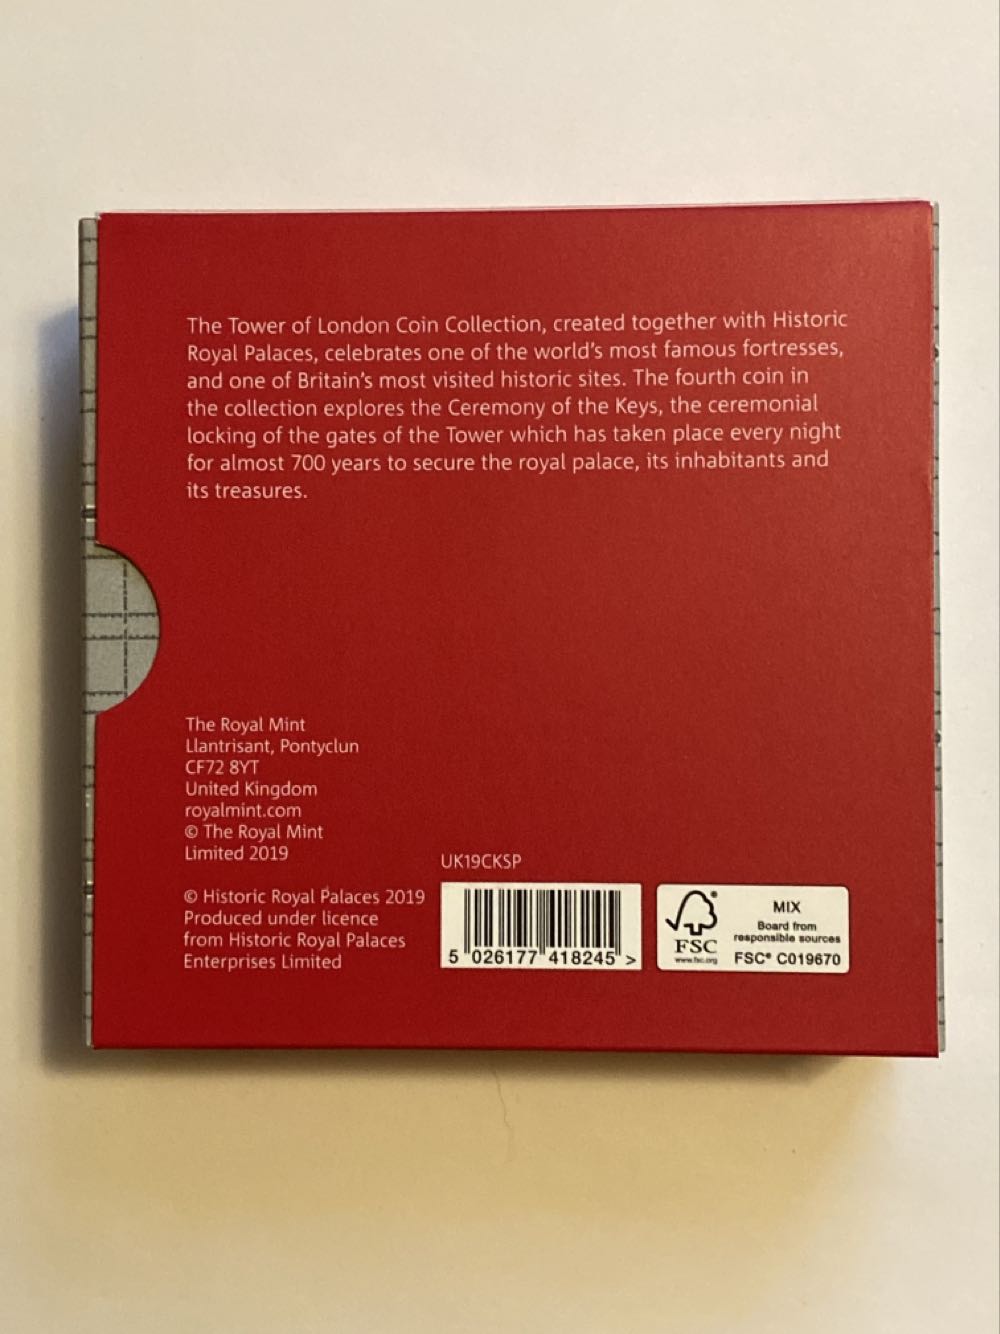 The Tower of London Coin Collection, created together with Historic
Royal Palaces, celebrates one of the world's most famous fortresses,
and one of Britain's most visited historic sites. The fourth coin in
the collection explores the Ceremony of the Keys, the ceremonial
locking of the gates of the Tower which has taken place every night
for almost 700 years to secure the royal palace, its inhabitants and
its treasures.
The Royal Mint
Llantrisant, Pontyclun
CF72 8YT
United Kingdom
royalmint.com
© The Royal Mint
Limited 2019
© Historic Royal Palaces 2019
Produced under licence
from Historic Royal Palaces
Enterprises Limited
UK19CKSP
5 026177 418245 >
FSC
www.fsc.org
MIX
Board from
responsible sources
FSC® C019670